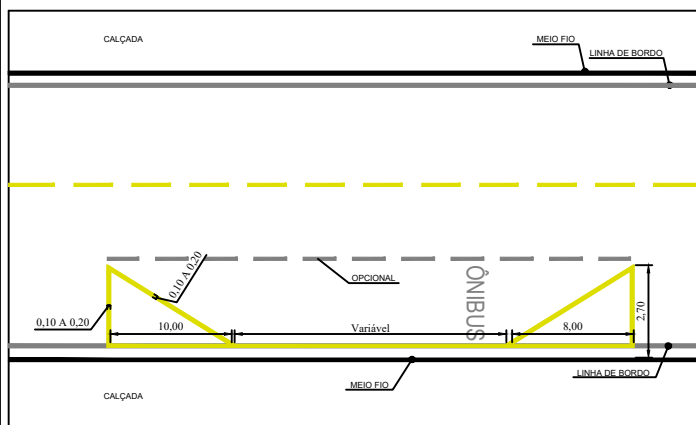 CALÇADA
MEIO FIO
LINHA DE BORDO
0,10 A 0,20
OPCIONAL
ÔNIBUS
0,10 A 0,20
10,00
Variável
8,00
2,70
MEIO FIO
LINHA DE BORDO
CALÇADA